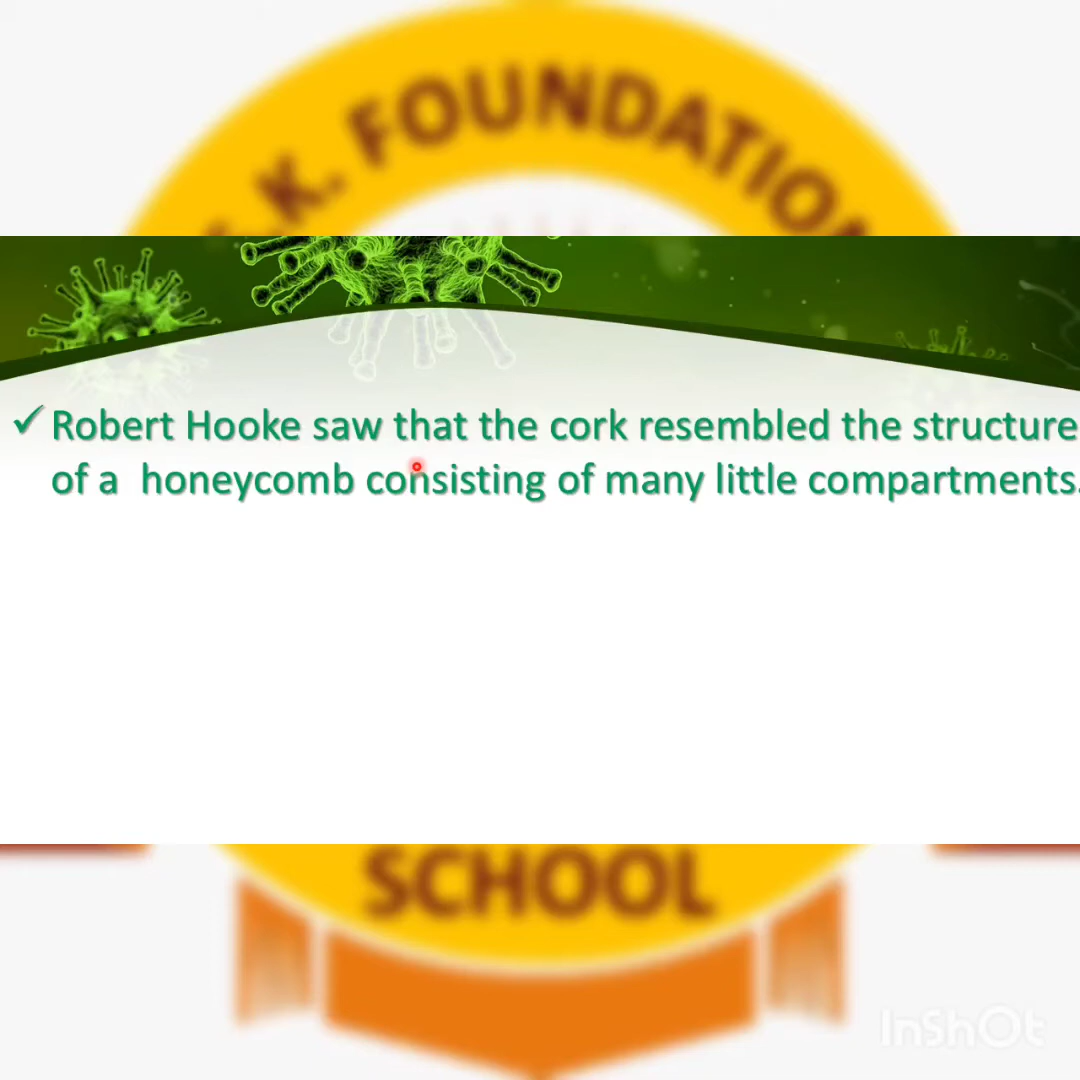 K. FOUNDATION
✓ Robert Hooke saw that the cork resembled the structure
of a honeycomb consisting of many little compartments.
SCHOOL
InShOt